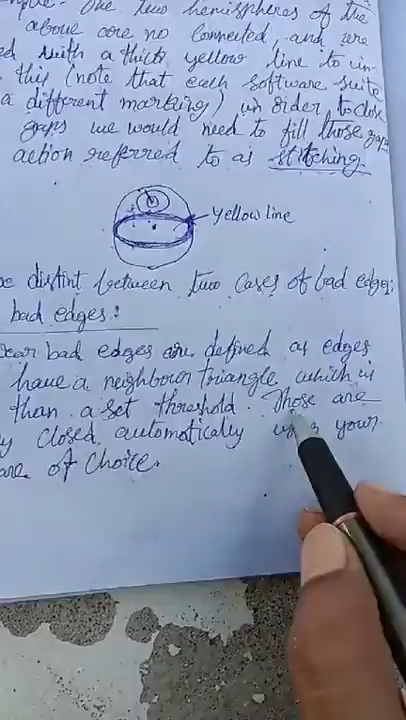 The two hemispheres of the
above are no connected, and are
ed with a thick yellow line to in-
this (note that each software suite
a different marking) in order to close
gaps we would need to fill those gaps
action referred to as stitching.
Yellow line
be distint between two cases of bad edges;
bad edges:
near bad edges are defined as edges
have a neighbour triangle which is
than a set threshold. Those are
y closed automatically your
are of choice.